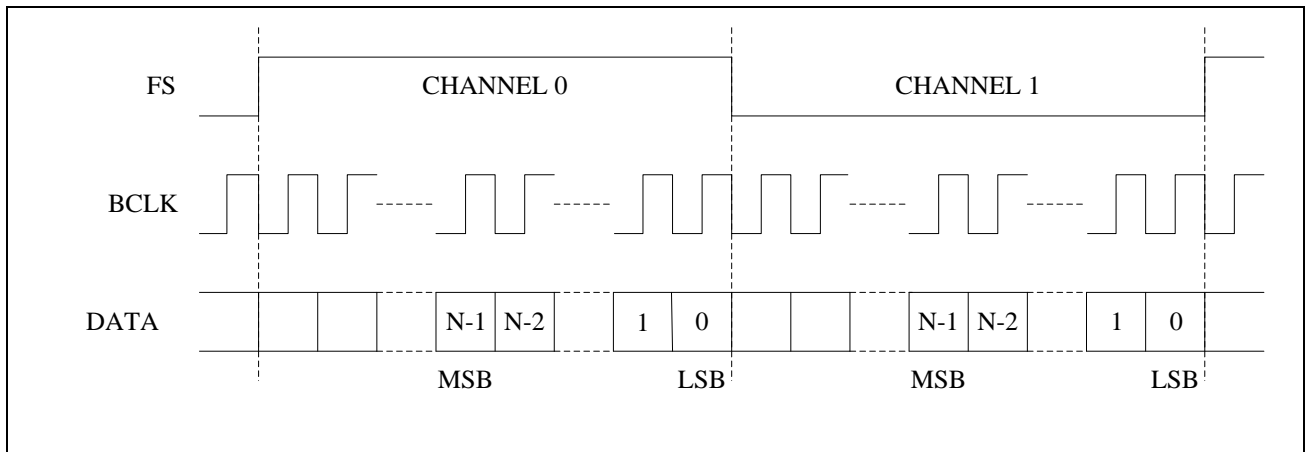 FS CHANNEL 0 CHANNEL 1
BCLK
DATA N-1 N-2 1 0 N-1 N-2 1 0
MSB LSB MSB LSB